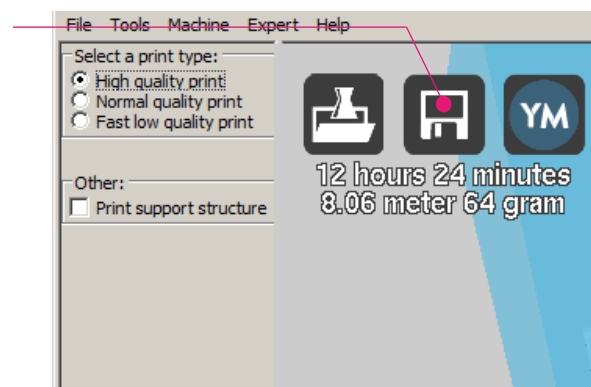 File Tools Machine Expert Help
Select a print type:
High quality print
Normal quality print
Fast low quality print
YM
12 hours 24 minutes
8.06 meter 64 gram
Other:
Print support structure